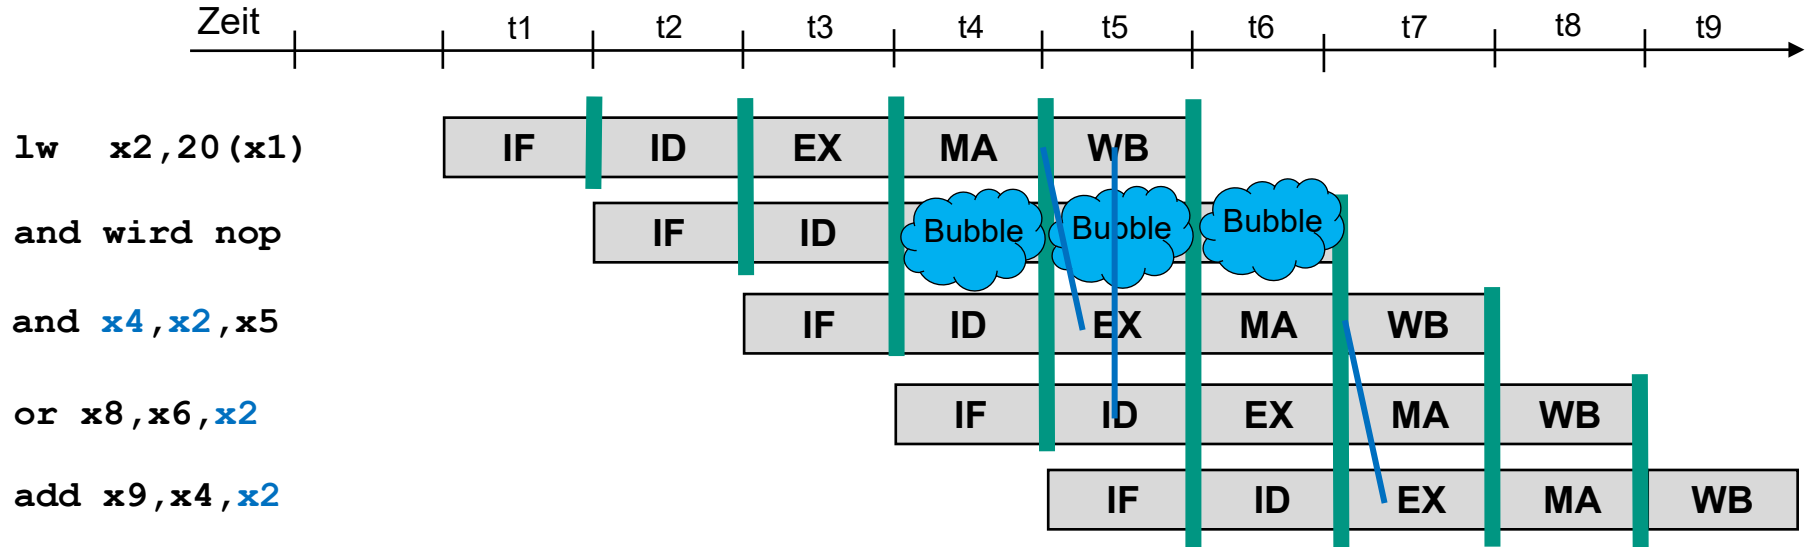 Zeit t1 t2 t3 t4 t5 t6 t7 t8 t9
lw x2,20(x1) IF ID EX MA WB
and wird nop IF ID Bubble Bubble Bubble
and x4,x2,x5 IF ID EX MA WB
or x8,x6,x2 IF ID EX MA WB
add x9,x4,x2 IF ID EX MA WB